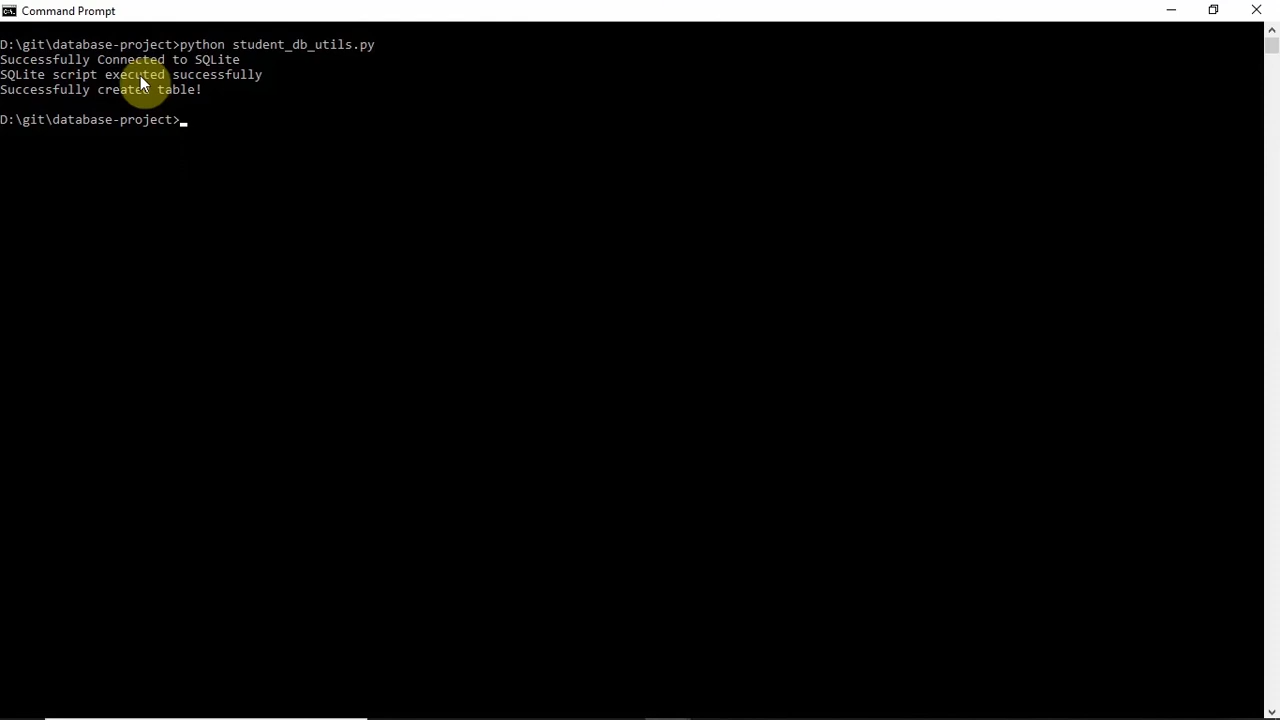 Command Prompt
D:\git\database-project>python student_db_utils.py
Successfully Connected to SQLite
SQLite script executed successfully
Successfully created table!
D:\git\database-project>